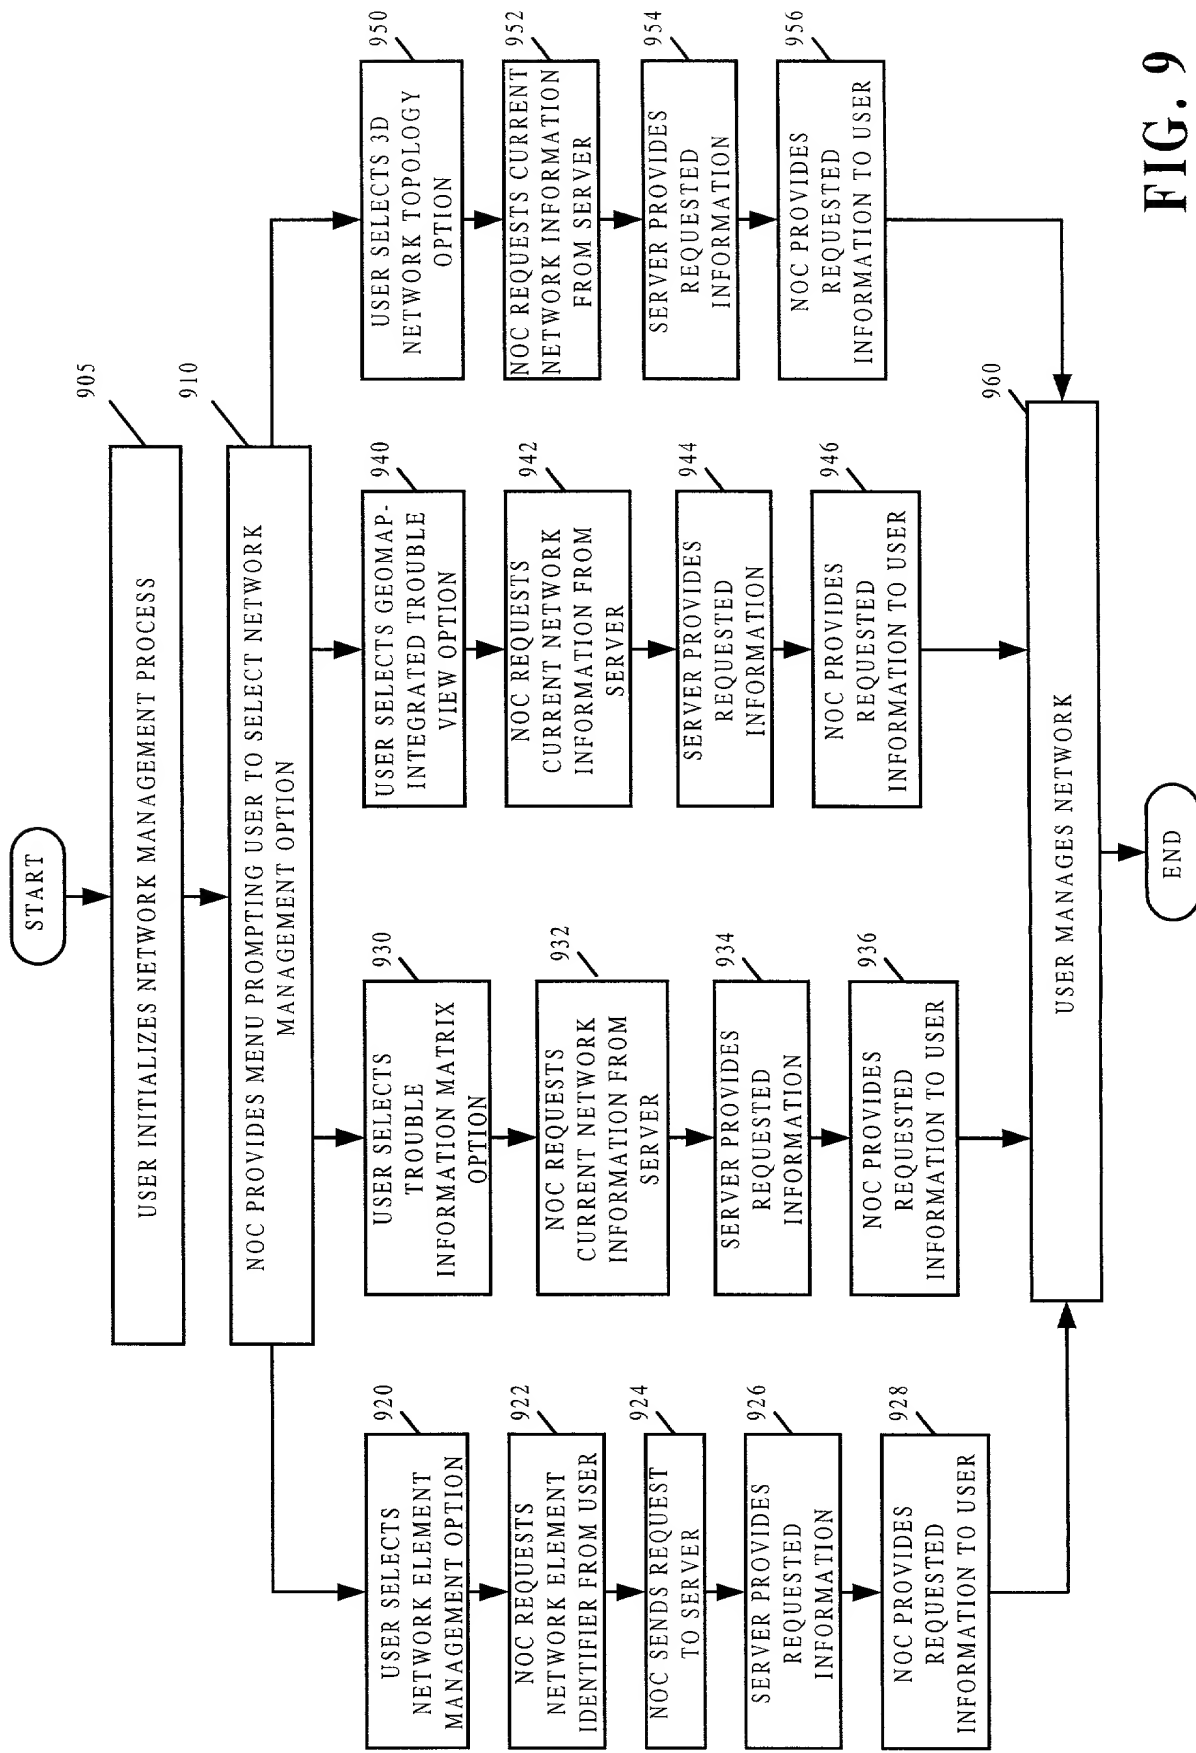 START
905
USER INITIALIZES NETWORK MANAGEMENT PROCESS
910
NOC PROVIDES MENU PROMPTING USER TO SELECT NETWORK
MANAGEMENT OPTION
920
USER SELECTS
NETWORK ELEMENT
MANAGEMENT OPTION
922
NOC REQUESTS
NETWORK ELEMENT
IDENTIFIER FROM USER
924
NOC SENDS REQUEST
TO SERVER
926
SERVER PROVIDES
REQUESTED
INFORMATION
928
NOC PROVIDES
REQUESTED
INFORMATION TO USER
930
USER SELECTS
TROUBLE
INFORMATION MATRIX
OPTION
932
NOC REQUESTS
CURRENT NETWORK
INFORMATION FROM
SERVER
934
SERVER PROVIDES
REQUESTED
INFORMATION
936
NOC PROVIDES
REQUESTED
INFORMATION TO USER
940
USER SELECTS GEOMAP-
INTEGRATED TROUBLE
VIEW OPTION
942
NOC REQUESTS
CURRENT NETWORK
INFORMATION FROM
SERVER
944
SERVER PROVIDES
REQUESTED
INFORMATION
946
NOC PROVIDES
REQUESTED
INFORMATION TO USER
950
USER SELECTS 3D
NETWORK TOPOLOGY
OPTION
952
NOC REQUESTS CURRENT
NETWORK INFORMATION
FROM SERVER
954
SERVER PROVIDES
REQUESTED
INFORMATION
956
NOC PROVIDES
REQUESTED
INFORMATION TO USER
960
USER MANAGES NETWORK
END
FIG. 9